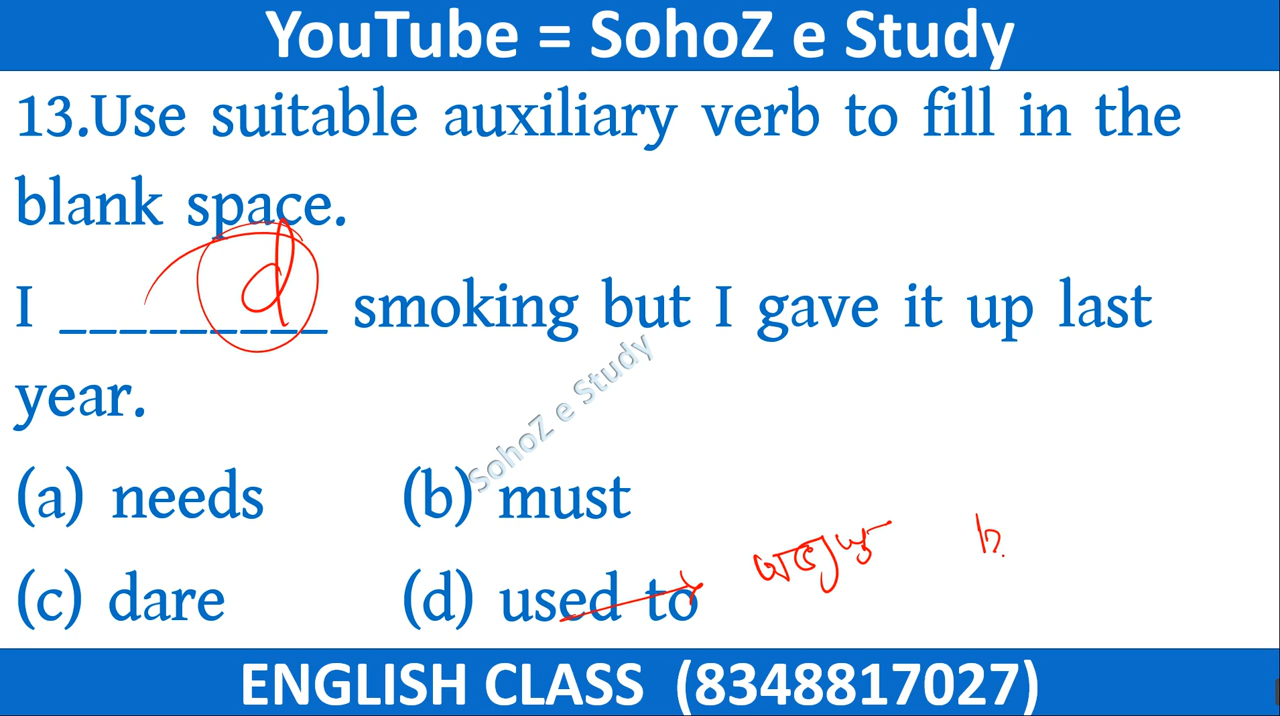 YouTube = SohoZ e Study
13.Use suitable auxiliary verb to fill in the
blank space.
d
I _________ smoking but I gave it up last
year.
SohoZ e Study
(a) needs (b) must
(c) dare (d) used to
ENGLISH CLASS (8348817027)